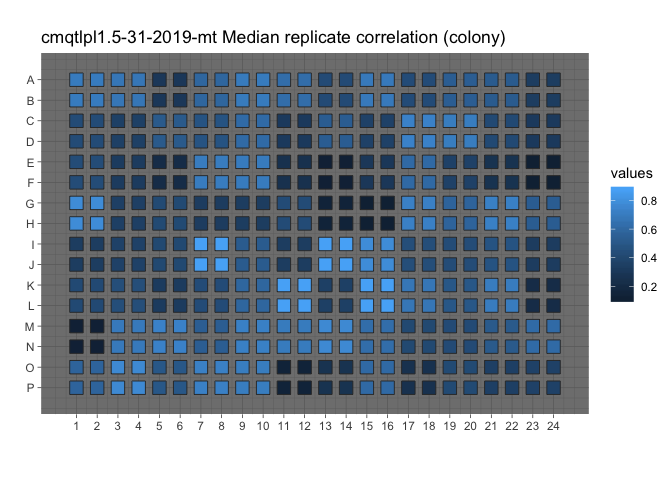 cmqtlpl1.5-31-2019-mt Median replicate correlation (colony)
A
B
C
D
E
F
G
H
I
J
K
L
M
N
O
P
1 2 3 4 5 6 7 8 9 10 11 12 13 14 15 16 17 18 19 20 21 22 23 24
values
0.8
0.6
0.4
0.2